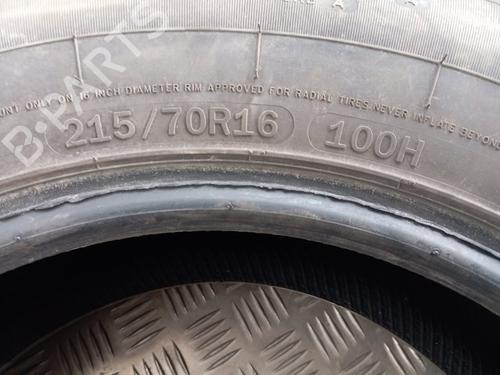 UNT ONLY ON 16 INCH DIAMETER RIM APPROVED FOR RADIAL TIRES. NEVER INFLATE BEYOND
215/70R16 100H
B-PARTS